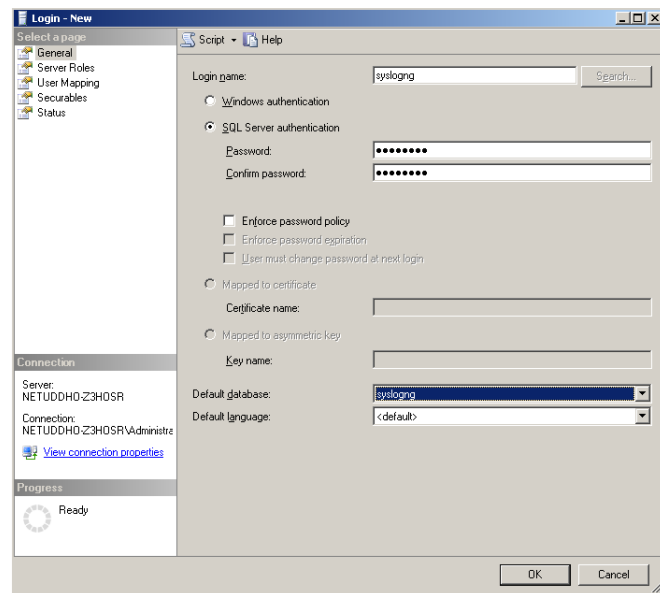 Login - New
Select a page
General
Server Roles
User Mapping
Securables
Status
Script Help
Login name: syslogng Search...
Windows authentication
SQL Server authentication
Password: ●●●●●●●●
Confirm password: ●●●●●●●●
Enforce password policy
Enforce password expiration
User must change password at next login
Mapped to certificate
Certificate name:
Mapped to asymmetric key
Key name:
Default database: syslogng
Default language: <default>
Connection
Server:
NETUDDHO-Z3HOSR
Connection:
NETUDDHO-Z3HOSR\Administra
View connection properties
Progress
Ready
OK Cancel